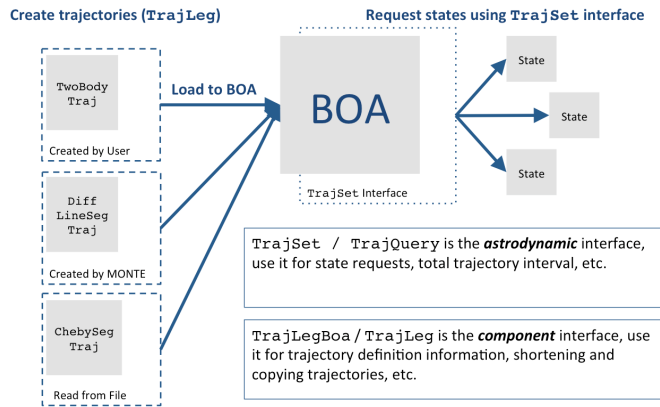 Create trajectories (TrajLeg)
Request states using TrajSet interface
TwoBody
Traj
Created by User
Load to BOA
BOA
TrajSet Interface
State
State
State
Diff
LineSeg
Traj
Created by MONTE
ChebySeg
Traj
Read from File
TrajSet / TrajQuery is the astrodynamic interface,
use it for state requests, total trajectory interval, etc.
TrajLegBoa / TrajLeg is the component interface, use
it for trajectory definition information, shortening and
copying trajectories, etc.